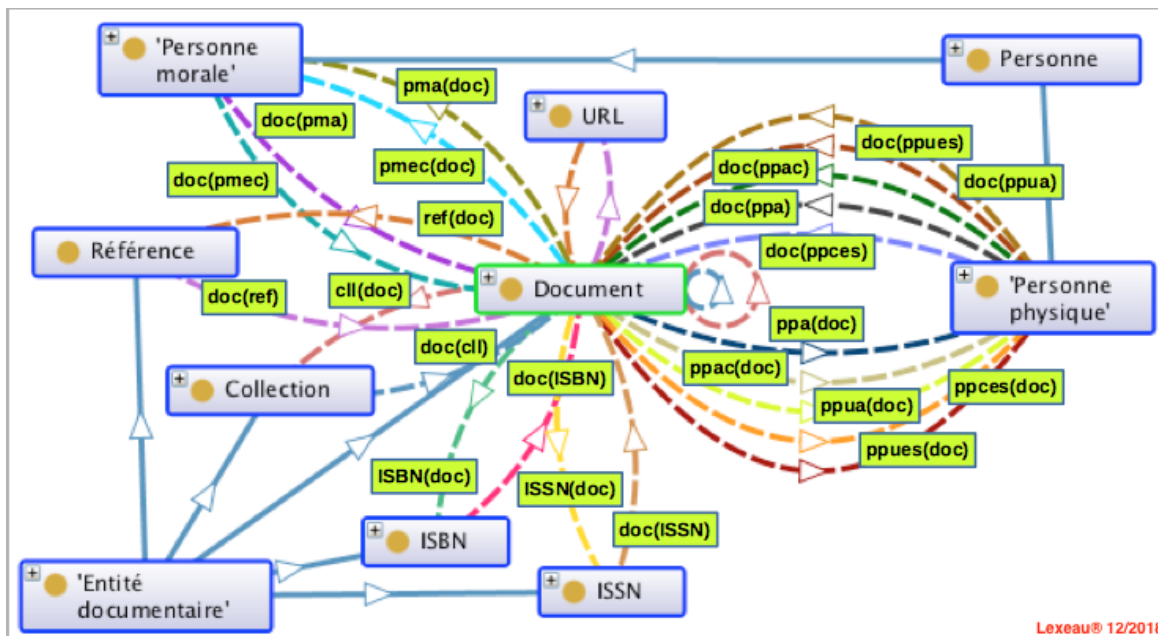 'Personne
morale'
Personne
pma(doc)
URL
doc(pma)
doc(ppues)
pmec(doc)
doc(ppac)
doc(pmec)
doc(ppua)
doc(ppa)
ref(doc)
Référence
doc(ppces)
doc(ref)
cll(doc)
Document
'Personne
physique'
ppa(doc)
doc(cll)
ppac(doc)
doc(ISBN)
Collection
ppces(doc)
ppua(doc)
ppues(doc)
ISBN(doc)
ISSN(doc)
doc(ISSN)
ISBN
'Entité
documentaire'
ISSN
Lexeau® 12/2018